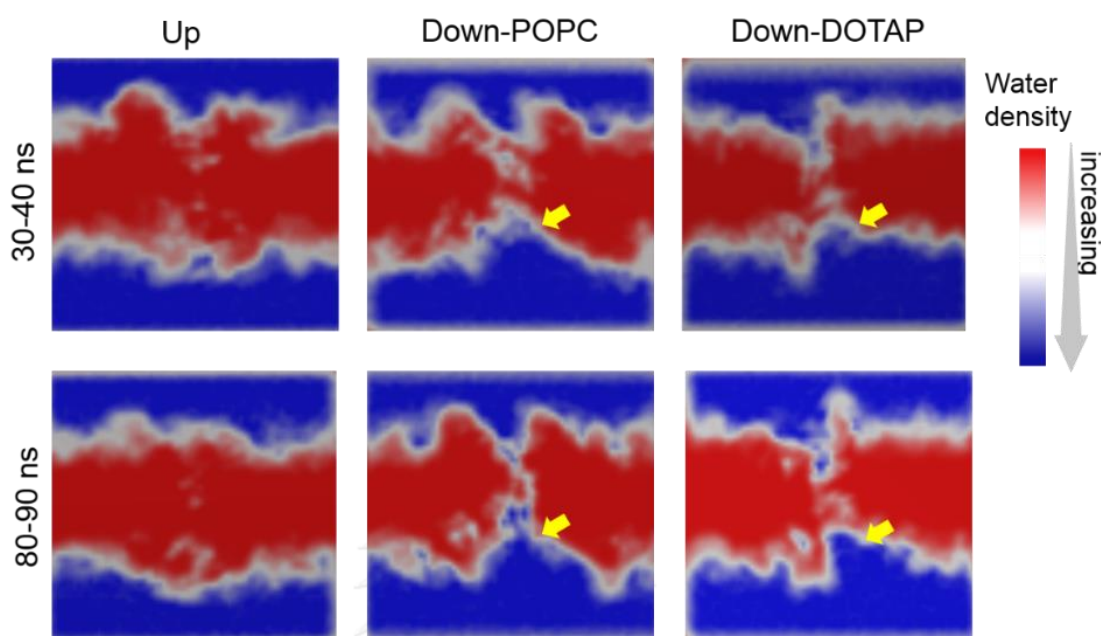 Up
Down-POPC
Down-DOTAP
Water
density
increasing
30-40 ns
80-90 ns